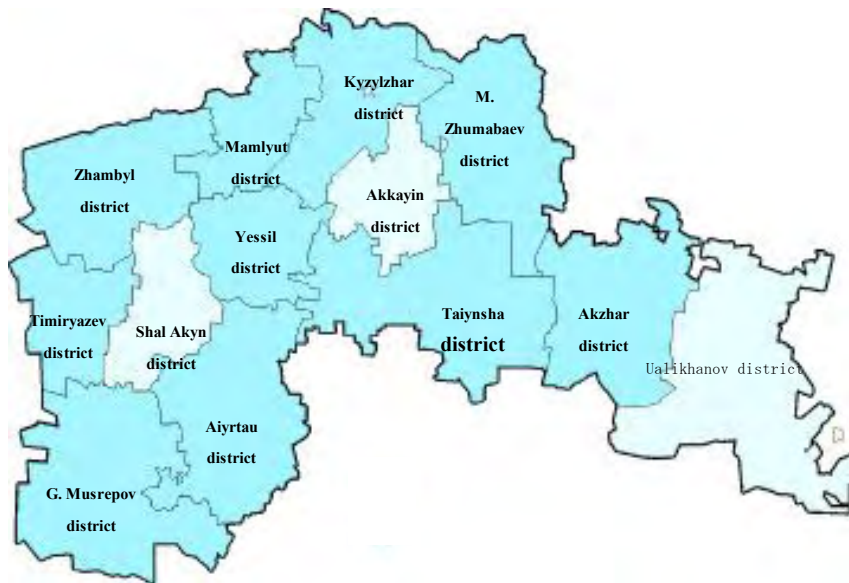 Kyzylzhar
district
M.
Zhumabaev
district
Mamlyut
district
Zhambyl
district
Akkayin
district
Yessil
district
Timiryazev
district
Shal Akyn
district
Taiynsha
district
Akzhar
district
Ualikhanov district
Aiyrtau
district
G. Musrepov
district